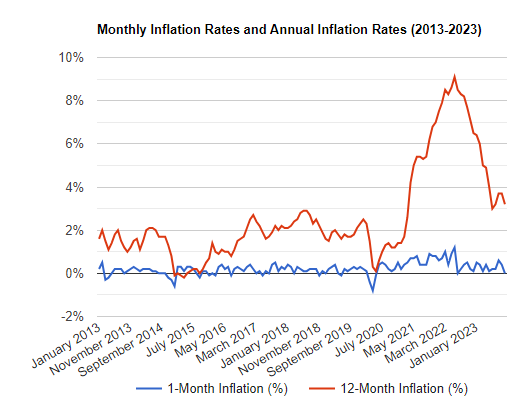 Monthly Inflation Rates and Annual Inflation Rates (2013-2023)
10%
8%
6%
4%
2%
0%
-2%
January 2013
November 2013
September 2014
July 2015
May 2016
March 2017
January 2018
November 2018
September 2019
July 2020
May 2021
March 2022
January 2023
1-Month Inflation (%)
12-Month Inflation (%)